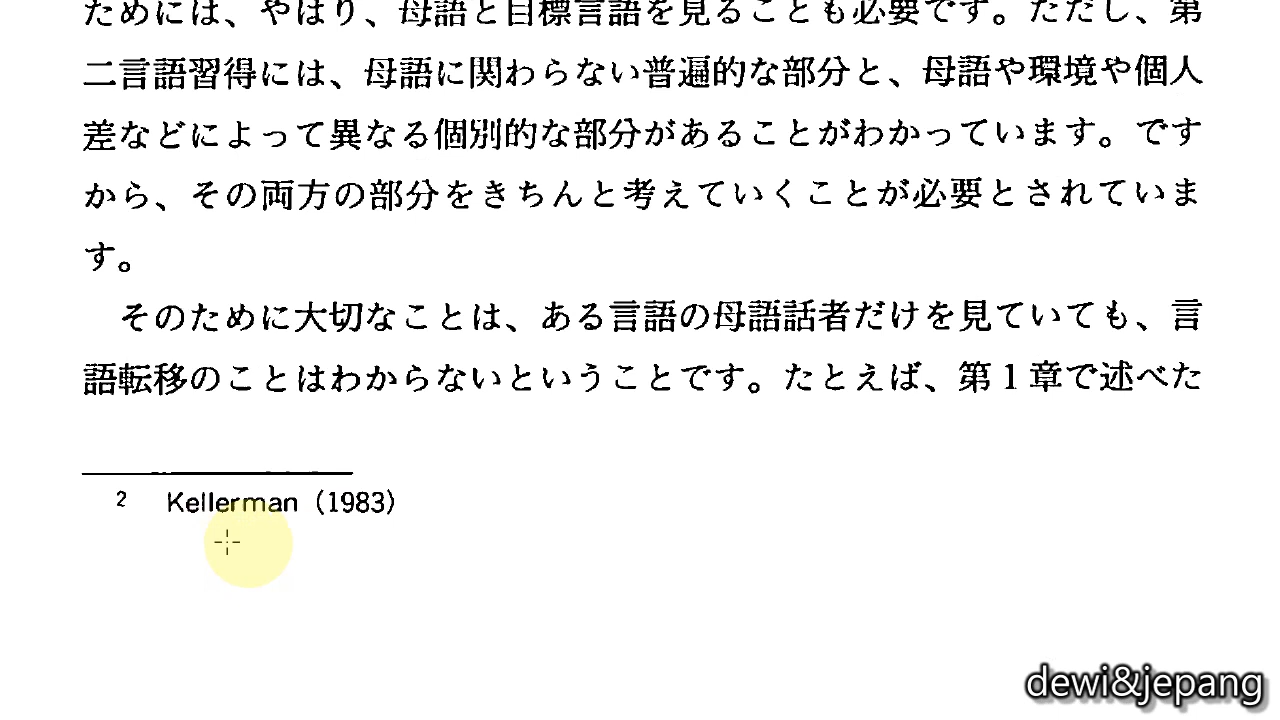 ためには、やはり、母語と目標言語を見ることも必要です。ただし、第
二言語習得には、母語に関わらない普遍的な部分と、母語や環境や個人
差などによって異なる個別的な部分があることがわかっています。です
から、その両方の部分をきちんと考えていくことが必要とされていま
す。
そのために大切なことは、ある言語の母語話者だけを見ていても、言
語転移のことはわからないということです。たとえば、第1章で述べた
2 Kellerman (1983)
dewi&jepang